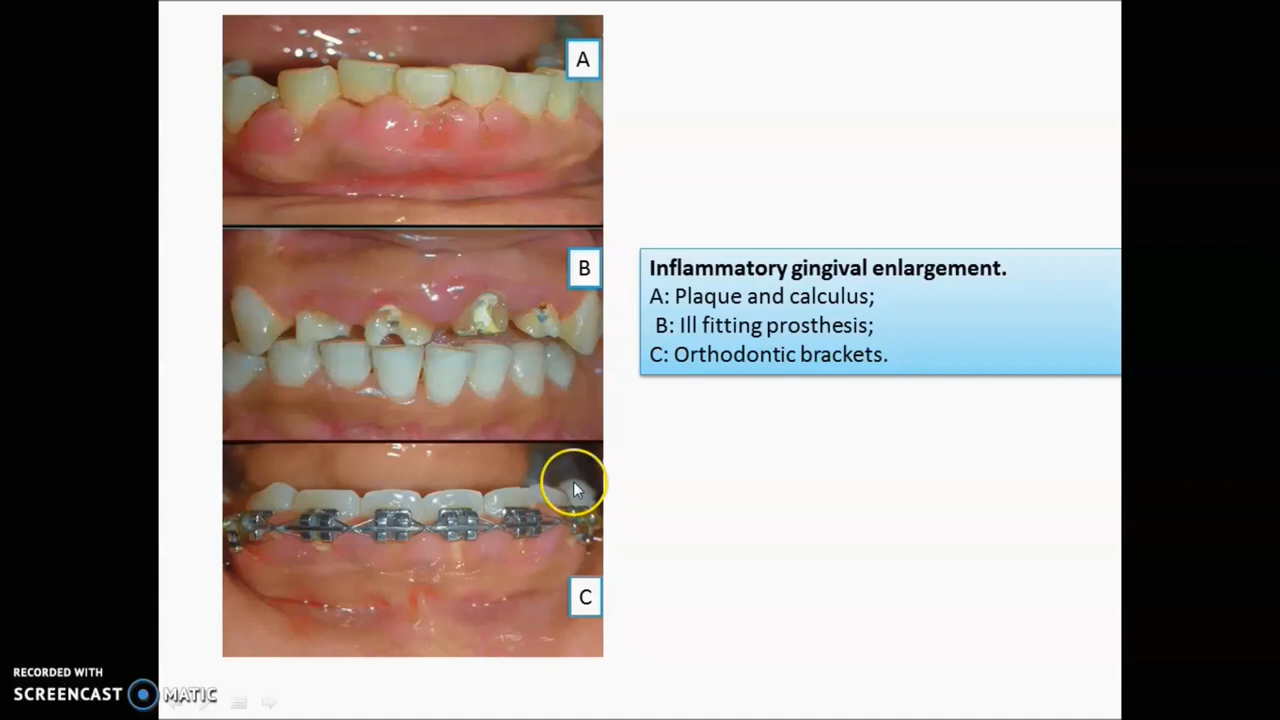 A
B
Inflammatory gingival enlargement.
A: Plaque and calculus;
B: Ill fitting prosthesis;
C: Orthodontic brackets.
C
RECORDED WITH
SCREENCAST MATIC